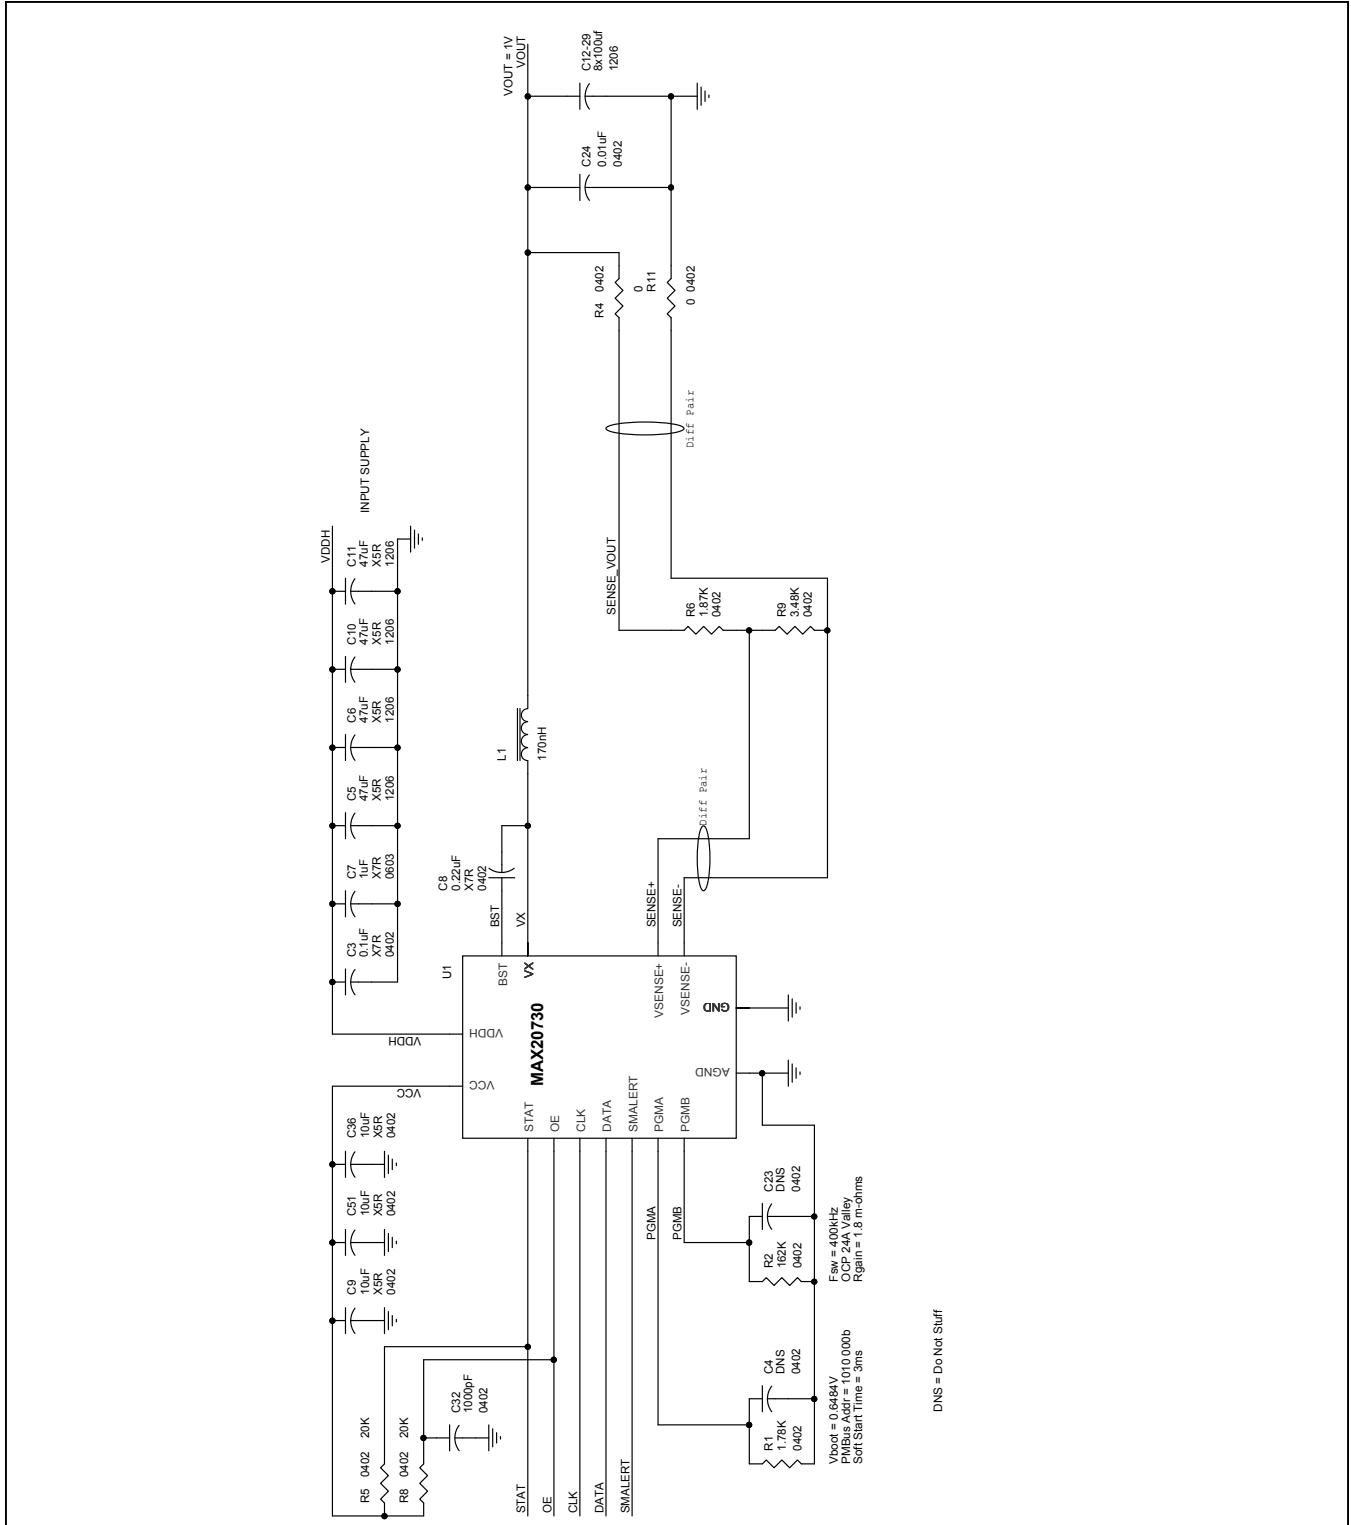 VOUT = 1V
VOUT
C12-29
8x100uf
1206
C24
0.01uF
0402
R4 0402
0
R11
0 0402
Diff Pair
INPUT SUPPLY
VDDH
C11
47uF
X5R
1206
C10
47uF
X5R
1206
C6
47uF
X5R
1206
C5
47uF
X5R
1206
C7
1uF
X7R
0603
C3
0.1uF
X7R
0402
SENSE_VOUT
R6
1.87K
0402
R9
3.48K
0402
L1
170nH
Diff Pair
C8
0.22uF
X7R
0402
BST
VX
SENSE+
SENSE-
U1
BST
VX
VSENSE+
VSENSE-
VDDH
VDDH
MAX20730
GND
VCC
VCC
AGND
STAT
OE
CLK
DATA
SMALERT
PGMA
PGMB
C36
10uF
X5R
0402
C51
10uF
X5R
0402
C9
10uF
X5R
0402
PGMA
PGMB
C23
DNS
0402
R2
162K
0402
Fsw = 400kHz
OCP 24A Valley
Rgain = 1.8 m-ohms
C4
DNS
0402
R1
1.78K
0402
Vboot = 0.6484V
PMBus Addr = 1010 000b
Soft Start Time = 3ms
C32
1000pF
0402
R5 0402 20K
R8 0402 20K
STAT
OE
CLK
DATA
SMALERT
DNS = Do Not Stuff